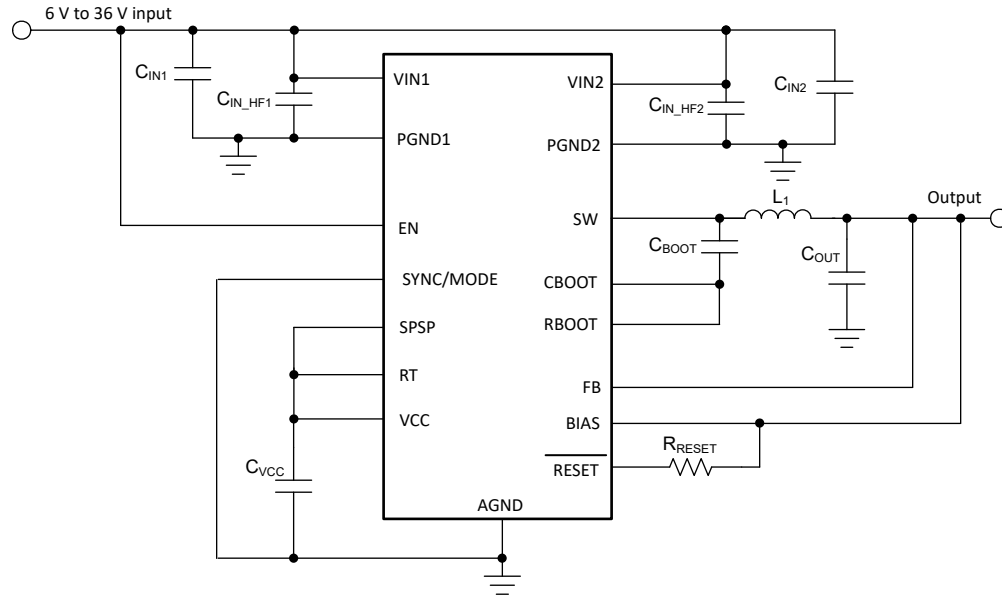 6 V to 36 V input
CIN1
CIN_HF1
VIN1
PGND1
EN
SYNC/MODE
SPSP
RT
VCC
CVCC
AGND
VIN2
CIN_HF2
CIN2
PGND2
SW
L1
Output
CBOOT
COUT
CBOOT
RBOOT
FB
BIAS
RRESET
RESET